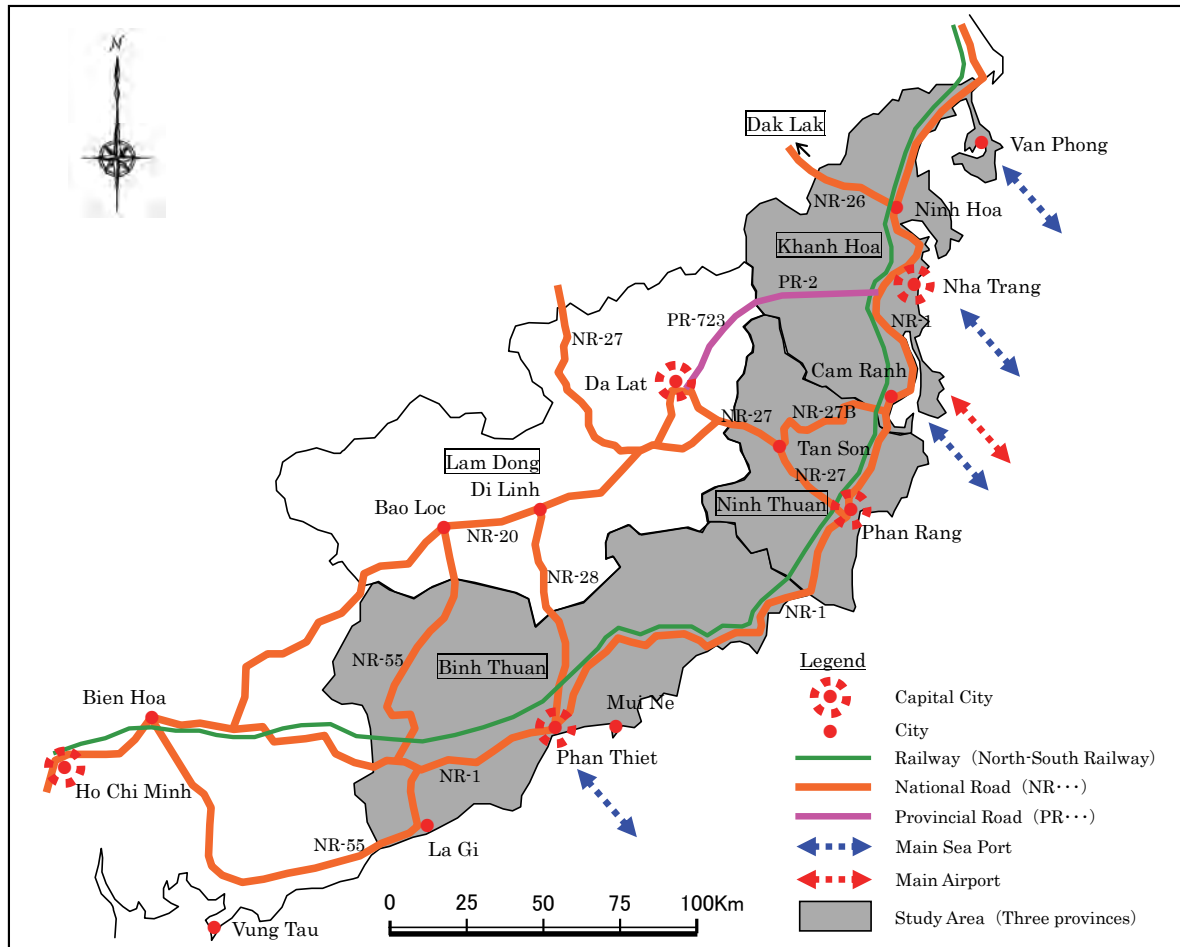 N
Dak Lak
Van Phong
NR-26
Ninh Hoa
Khanh Hoa
PR-2
Nha Trang
NR-1
PR-723
NR-27
Da Lat
Cam Ranh
NR-27
NR-27B
Tan Son
Lam Dong
NR-27
Di Linh
Ninh Thuan
Bao Loc
NR-20
Phan Rang
NR-28
NR-1
NR-55
Binh Thuan
Mui Ne
Bien Hoa
Phan Thiet
NR-1
Ho Chi Minh
La Gi
NR-55
Vung Tau
Legend
Capital City
City
Railway (North-South Railway)
National Road (NR・・・)
Provincial Road (PR・・・)
Main Sea Port
Main Airport
Study Area (Three provinces)
0 25 50 75 100Km